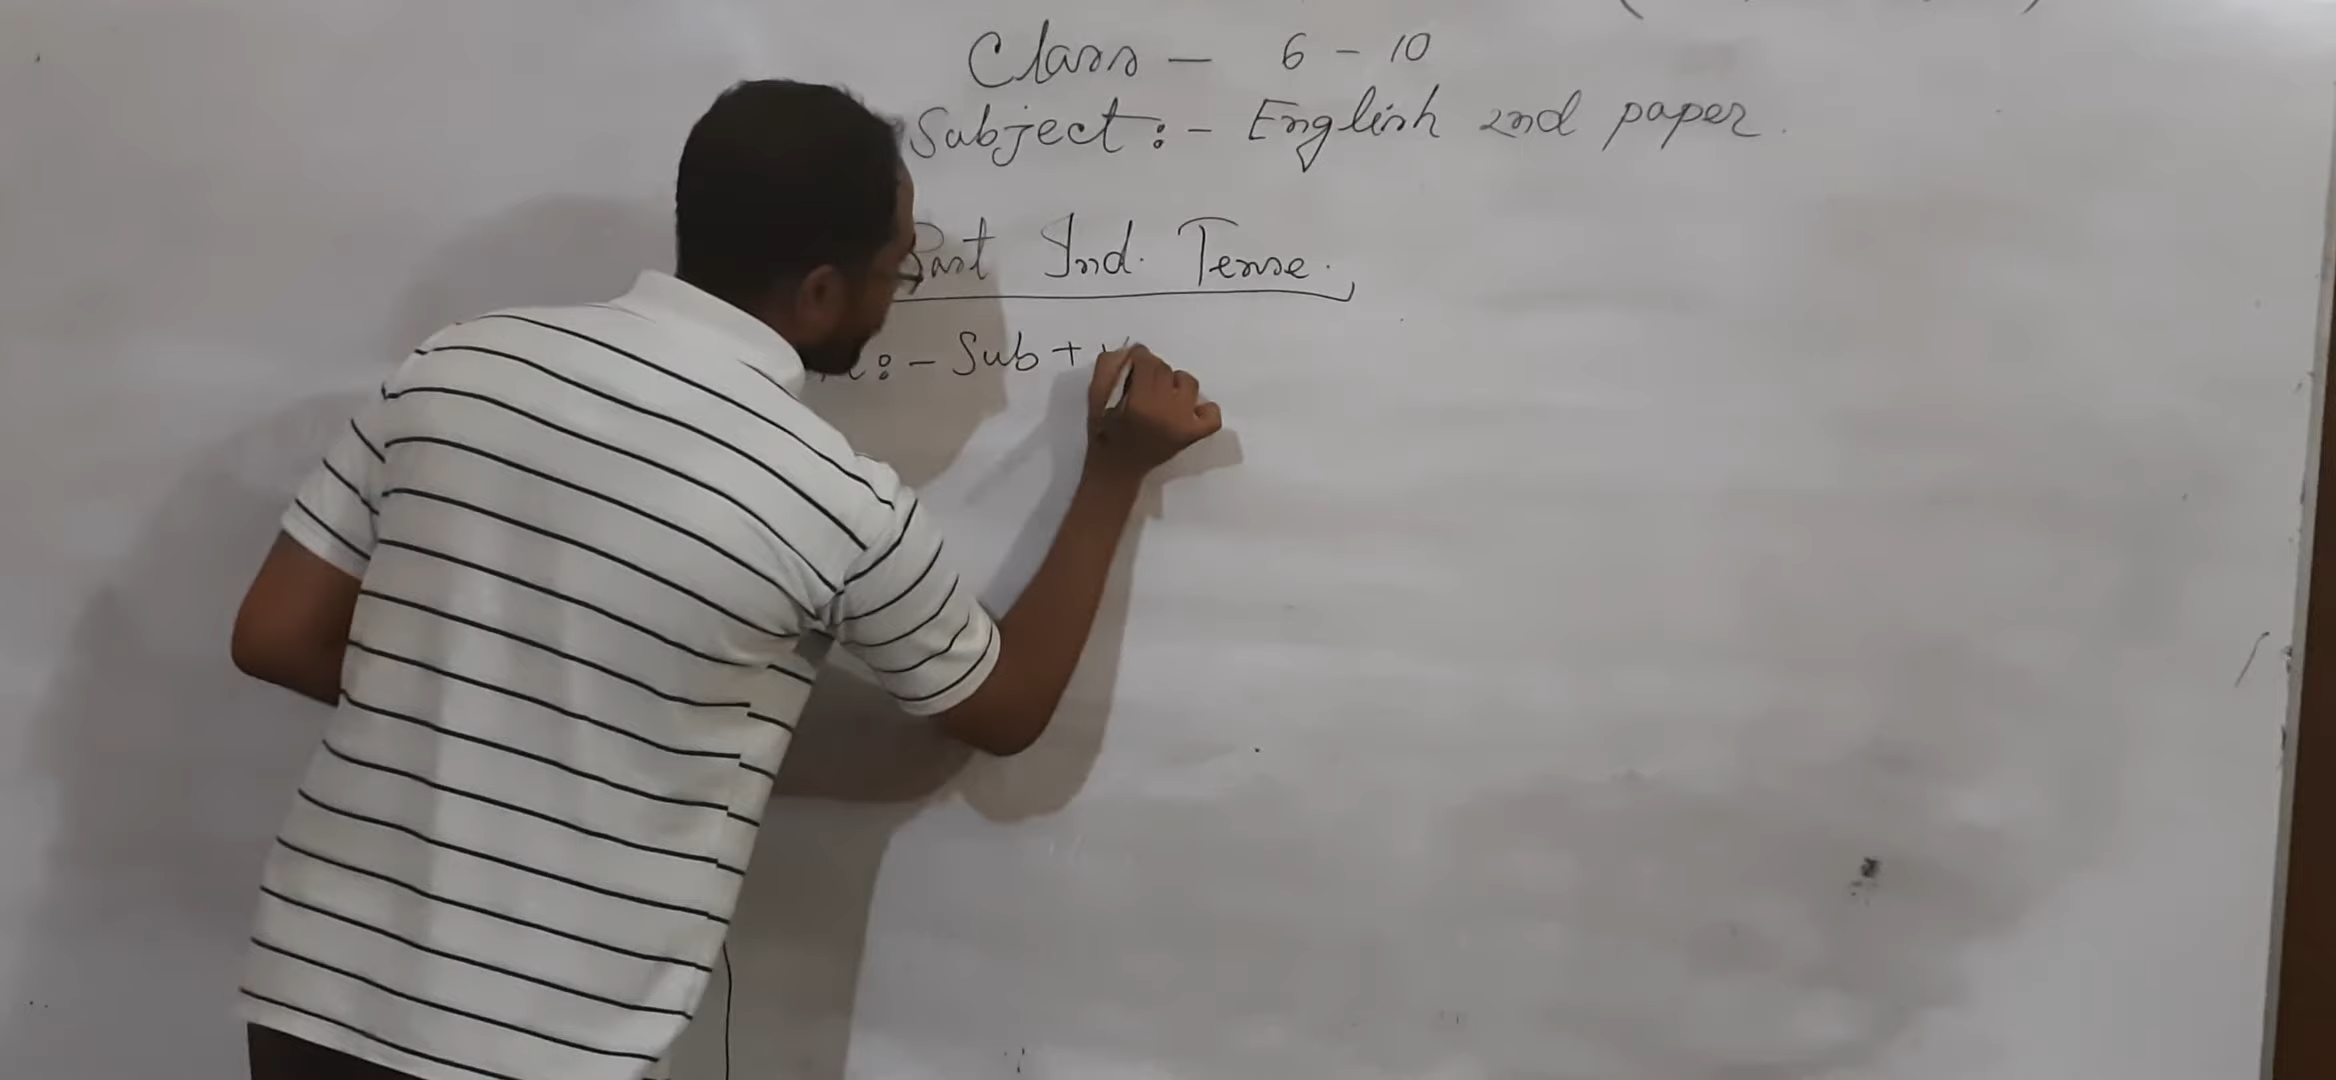 Class - 6 - 10
Subject :- English 2nd paper.
Past Ind. Tense.
:- Sub +